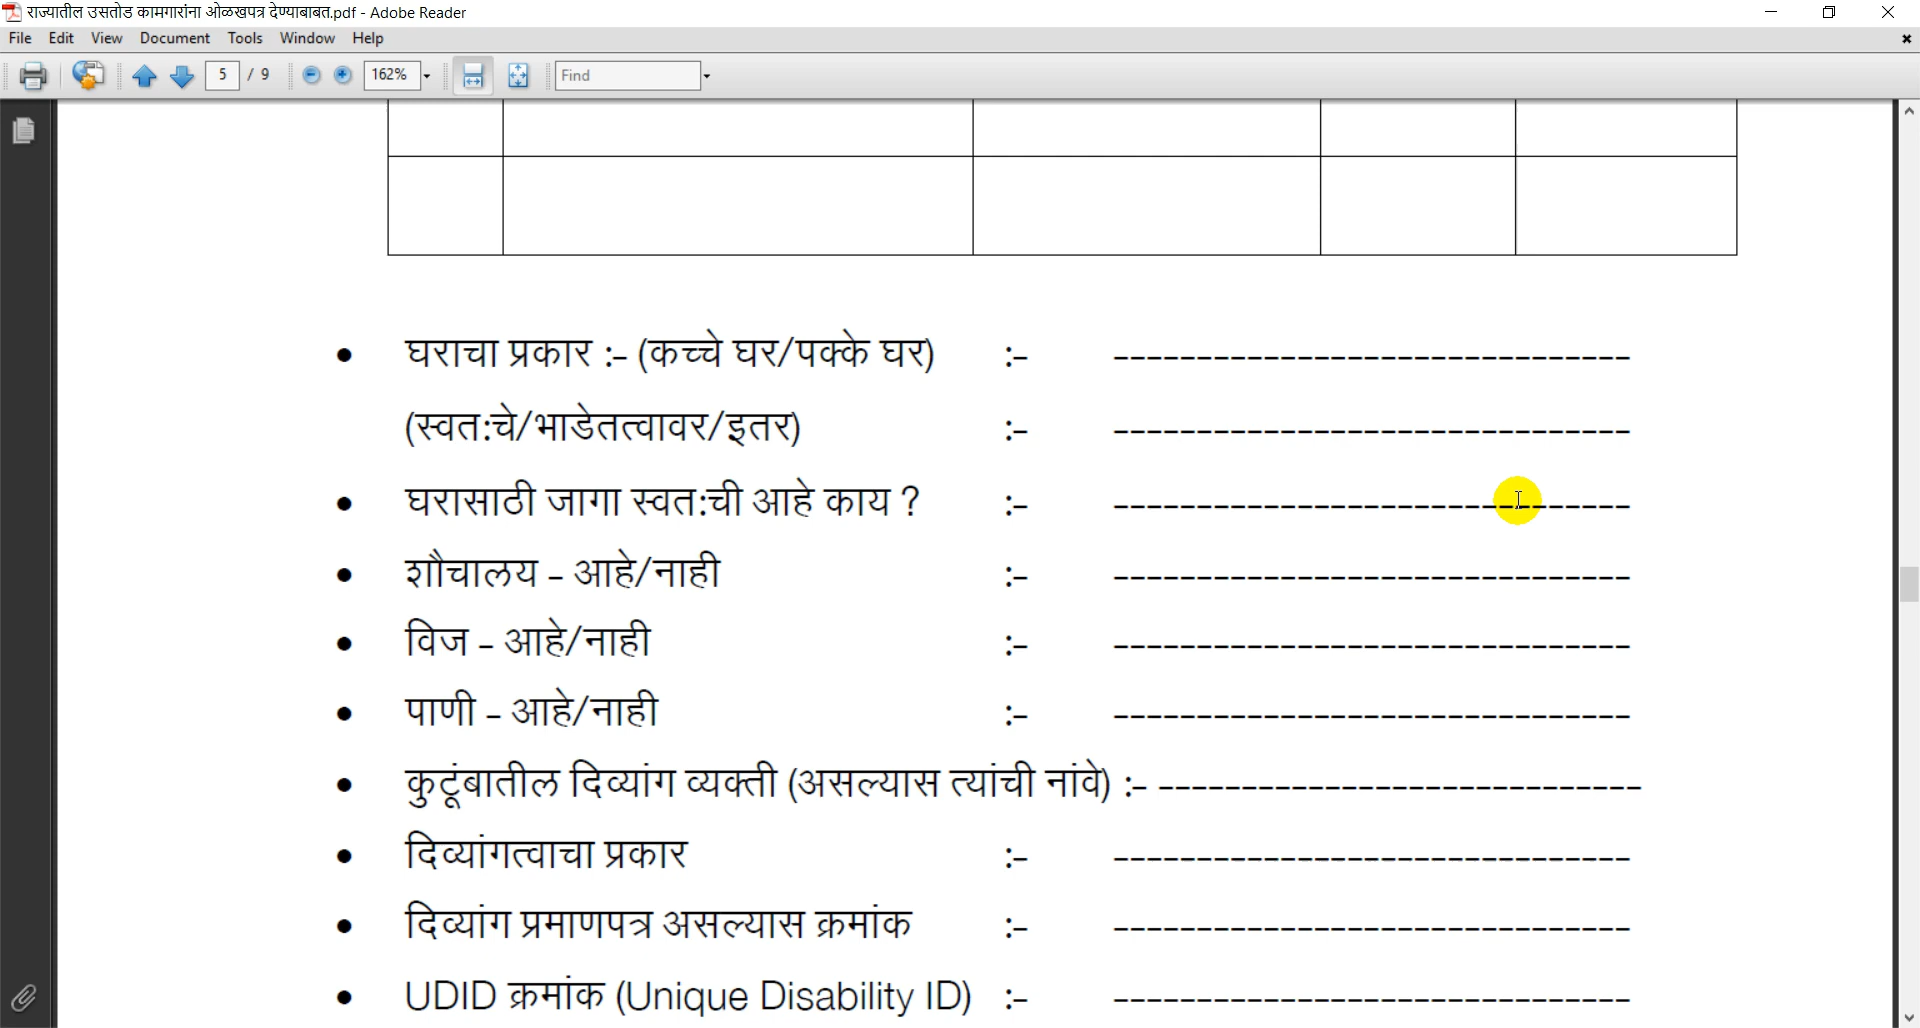 राज्यातील उसतोड कामगारांना ओळखपत्र देण्याबाबत.pdf - Adobe Reader
File Edit View Document Tools Window Help
5 / 9 162% Find
• घराचा प्रकार :- (कच्चे घर/पक्के घर) :- -------------------------------
(स्वत:चे/भाडेतत्वावर/इतर) :- -------------------------------
• घरासाठी जागा स्वत:ची आहे काय ? :- -------------------------------
• शौचालय - आहे/नाही :- -------------------------------
• विज - आहे/नाही :- -------------------------------
• पाणी - आहे/नाही :- -------------------------------
• कुटूंबातील दिव्यांग व्यक्ती (असल्यास त्यांची नांवे) :- -----------------------------
• दिव्यांगत्वाचा प्रकार :- -------------------------------
• दिव्यांग प्रमाणपत्र असल्यास क्रमांक :- -------------------------------
• UDID क्रमांक (Unique Disability ID) :- -------------------------------